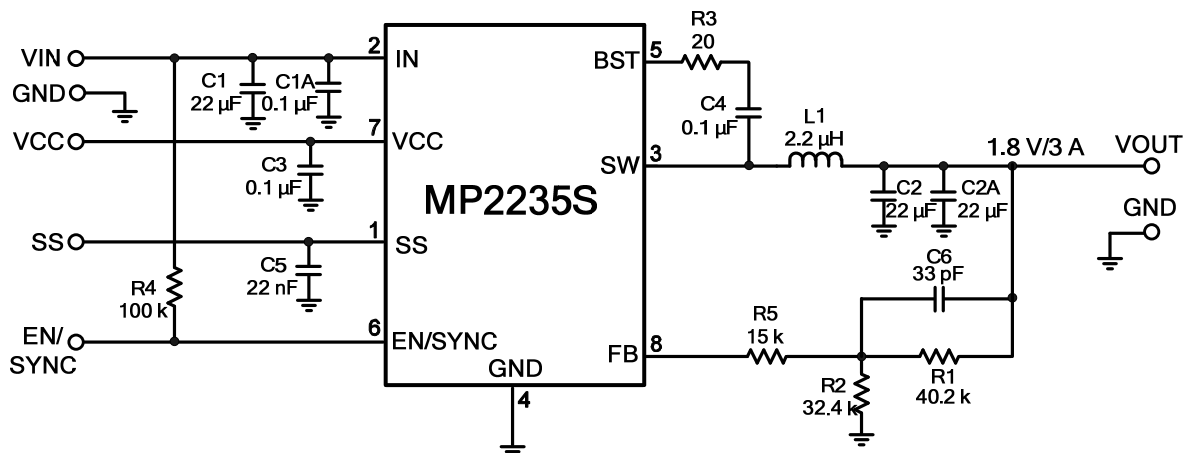 VIN
GND
VCC
SS
EN/
SYNC
R4
100 k
C1
22 µF
C1A
0.1 µF
C3
0.1 µF
C5
22 nF
2
7
1
6
IN
VCC
SS
EN/SYNC
MP2235S
GND
4
BST
SW
FB
5
3
8
R3
20
C4
0.1 µF
L1
2.2 µH
C2
22 µF
C2A
22 µF
1.8 V/3 A
VOUT
GND
C6
33 pF
R5
15 k
R2
32.4 k
R1
40.2 k